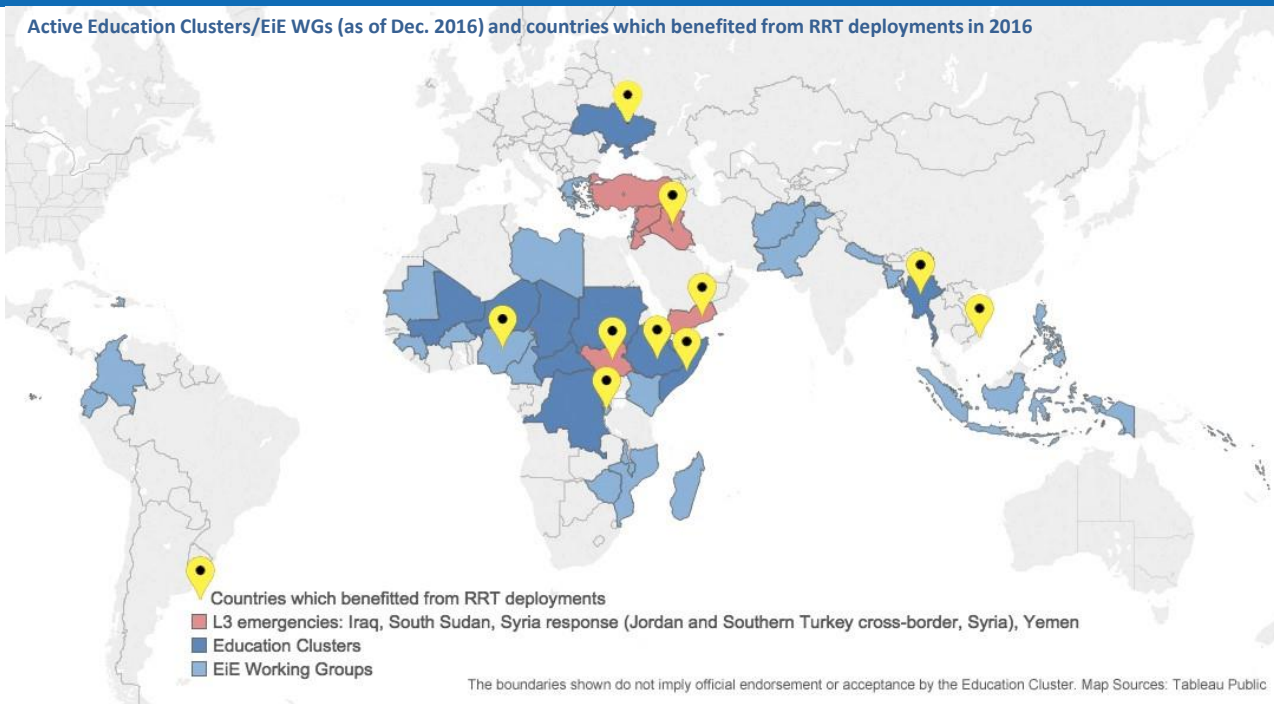 Active Education Clusters/EiE WGs (as of Dec. 2016) and countries which benefited from RRT deployments in 2016
Countries which benefitted from RRT deployments
L3 emergencies: Iraq, South Sudan, Syria response (Jordan and Southern Turkey cross-border, Syria), Yemen
Education Clusters
EiE Working Groups
The boundaries shown do not imply official endorsement or acceptance by the Education Cluster. Map Sources: Tableau Public